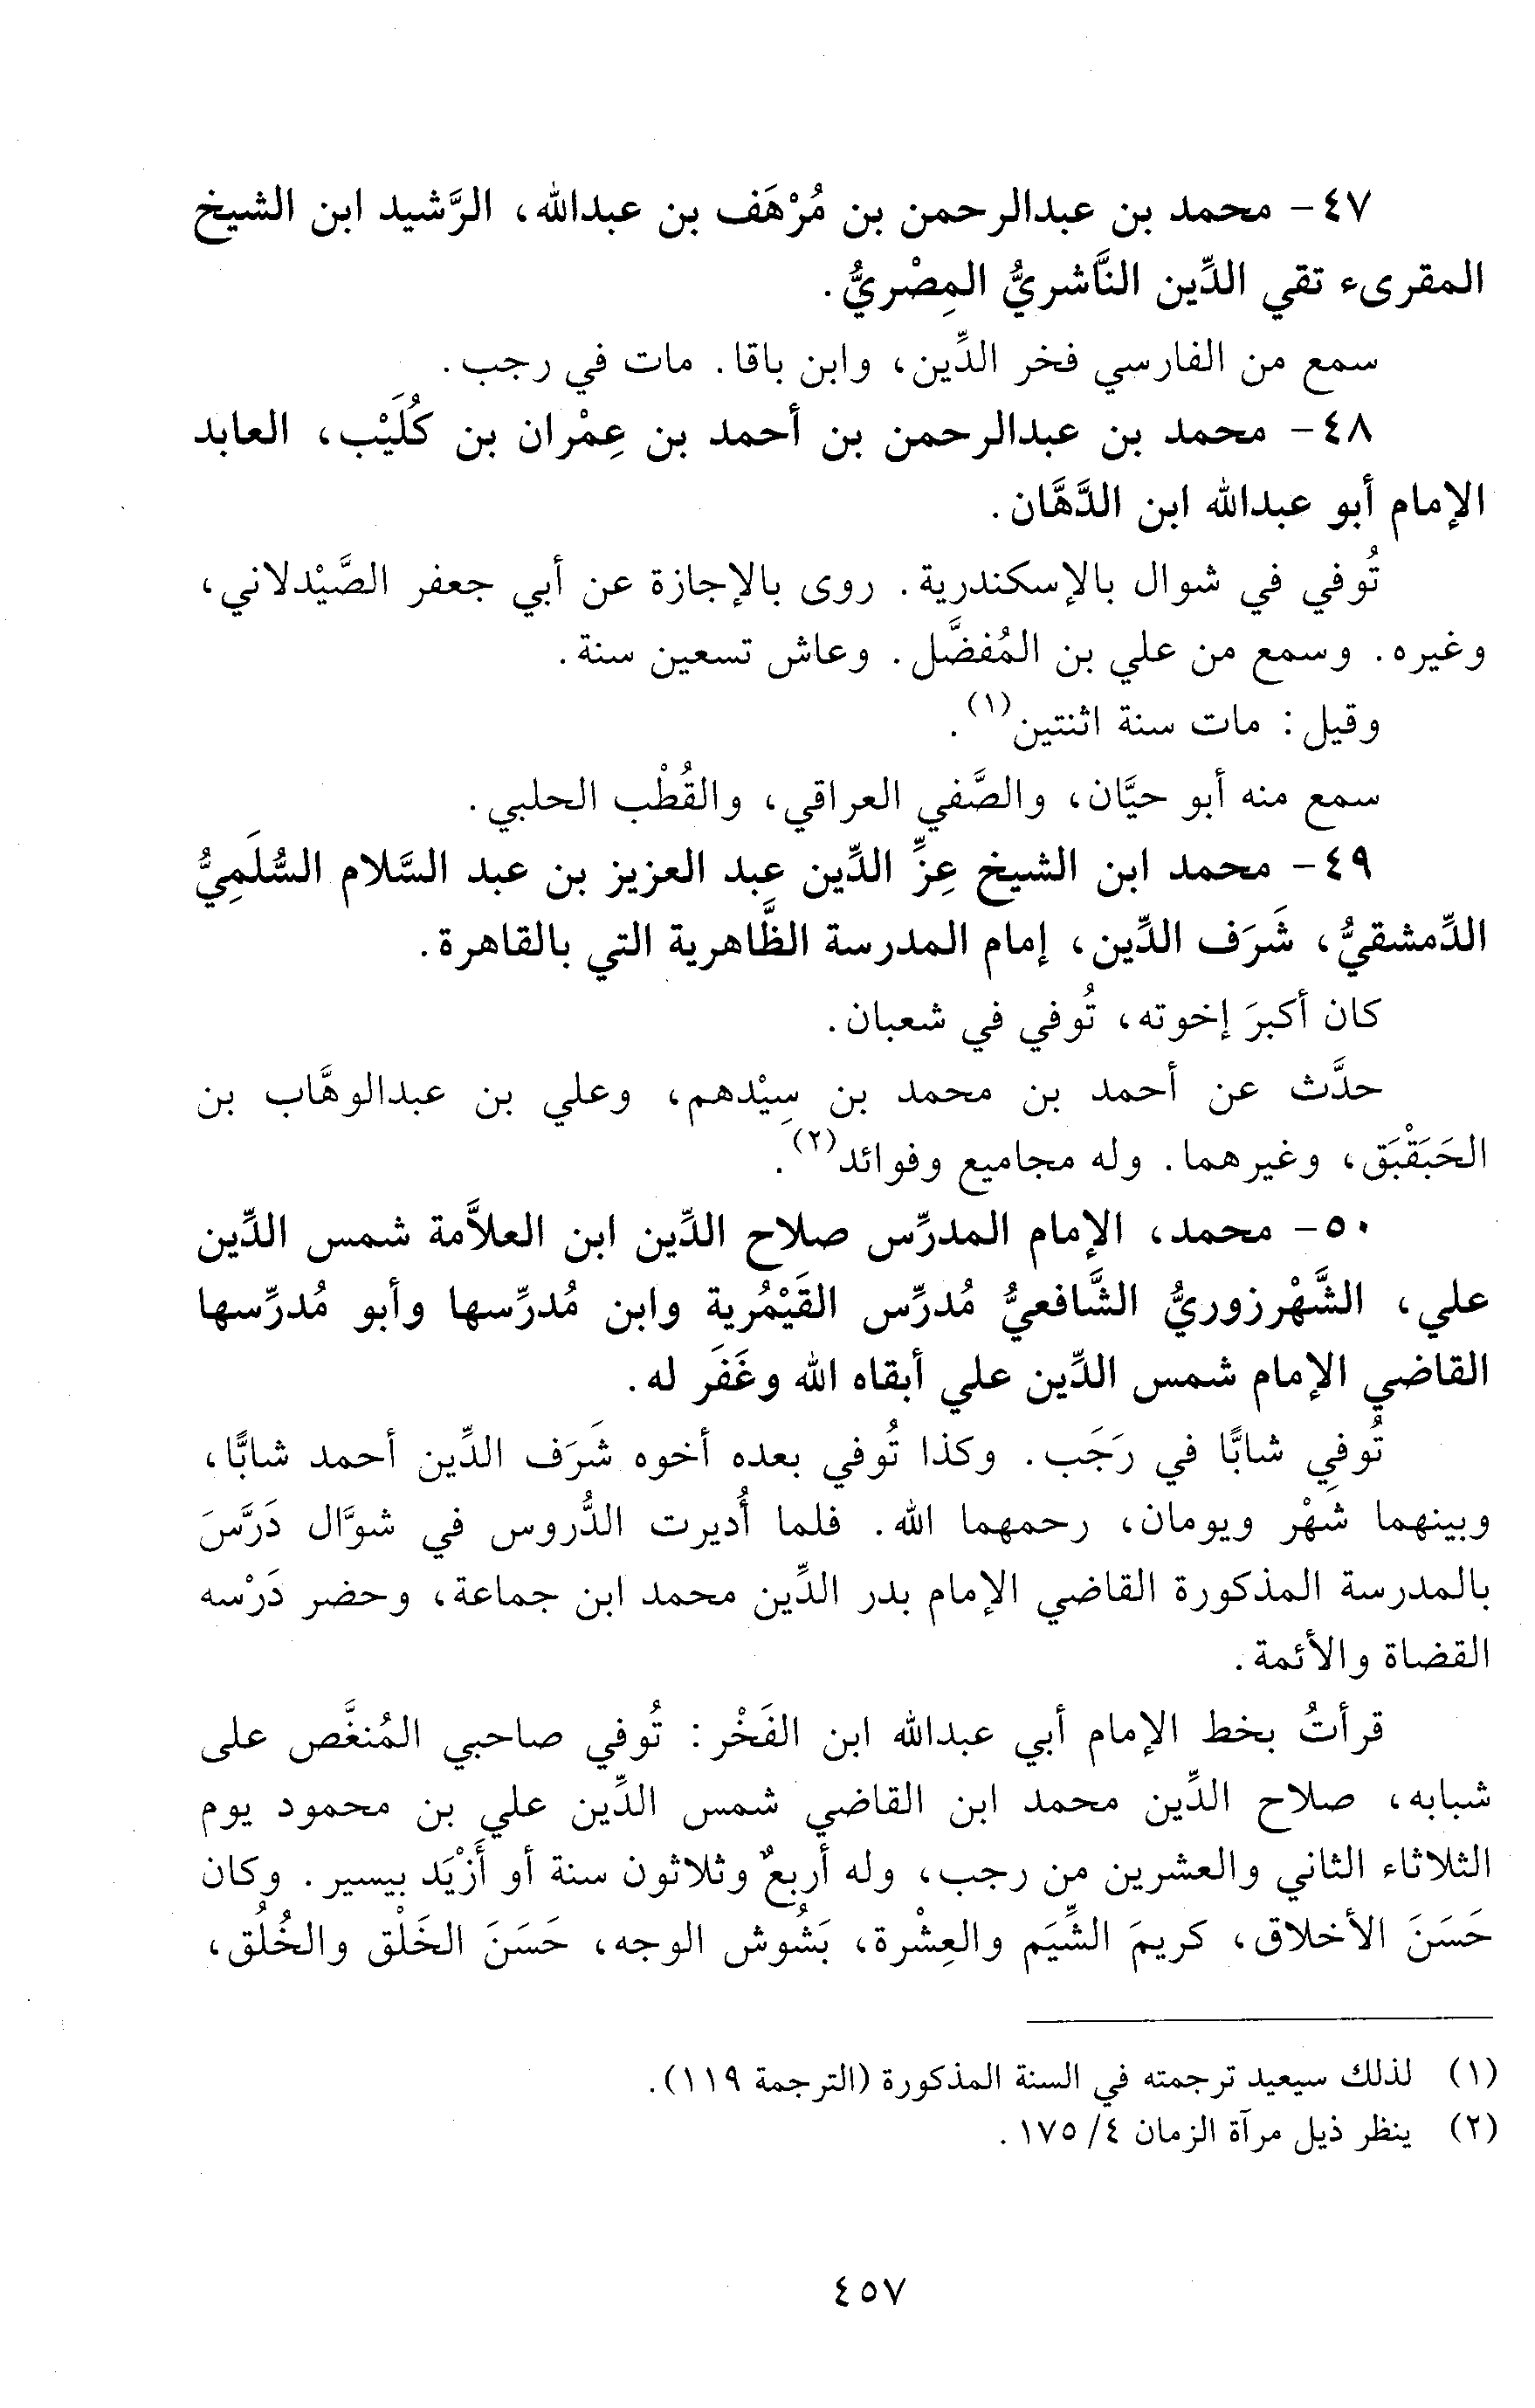 ٤٧- محمد بن عبدالرحمن بن مُرْهَف بن عبدالله، الرَّشيد ابن الشيخ
المقرىء تقي الدِّين النَّاشريُّ المِصْريُّ.
سمع من الفارسي فخر الدِّين، وابن باقا. مات في رجب.
٤٨- محمد بن عبدالرحمن بن أحمد بن عِمْران بن كُلَيْب، العابد
الإمام أبو عبدالله ابن الدَّهَّان.
تُوفي في شوال بالإسكندرية. روى بالإجازة عن أبي جعفر الصَّيْدلاني،
وغيره. وسمع من علي بن المُفضَّل. وعاش تسعين سنة.
وقيل: مات سنة اثنتين(١).
سمع منه أبو حيَّان، والصَّفي العراقي، والقُطْب الحلبي.
٤٩- محمد ابن الشيخ عِزِّ الدِّين عبد العزيز بن عبد السَّلام السُّلَمِيُّ
الدِّمشقيُّ، شَرَف الدِّين، إمام المدرسة الظَّاهرية التي بالقاهرة.
كان أكبرَ إخوته، تُوفي في شعبان.
حدَّث عن أحمد بن محمد بن سِيْدهم، وعلي بن عبدالوهَّاب بن
الحَبَقْبَق، وغيرهما. وله مجاميع وفوائد(٢).
٥٠- محمد، الإمام المدرِّس صلاح الدِّين ابن العلاَّمة شمس الدِّين
علي، الشَّهْرزوريُّ الشَّافعيُّ مُدرِّس القَيْمُرية وابن مُدرِّسها وأبو مُدرِّسها
القاضي الإمام شمس الدِّين علي أبقاه الله وغَفَر له.
تُوفي شابًّا في رَجَب. وكذا تُوفي بعده أخوه شَرَف الدِّين أحمد شابًّا،
وبينهما شَهْر ويومان، رحمهما الله. فلما أُديرت الدُّروس في شوَّال دَرَّسَ
بالمدرسة المذكورة القاضي الإمام بدر الدِّين محمد ابن جماعة، وحضر دَرْسه
القضاة والأئمة.
قرأتُ بخط الإمام أبي عبدالله ابن الفَخْر: تُوفي صاحبي المُنغَّص على
شبابه، صلاح الدِّين محمد ابن القاضي شمس الدِّين علي بن محمود يوم
الثلاثاء الثاني والعشرين من رجب، وله أربعٌ وثلاثون سنة أو أَزْيَد بيسير. وكان
حَسَنَ الأخلاق، كريمَ الشِّيَم والعِشْرة، بَشُوش الوجه، حَسَنَ الخَلْق والخُلُق،
(١) لذلك سيعيد ترجمته في السنة المذكورة (الترجمة ١١٩).
(٢) ينظر ذيل مرآة الزمان ٤/ ١٧٥.
٤٥٧